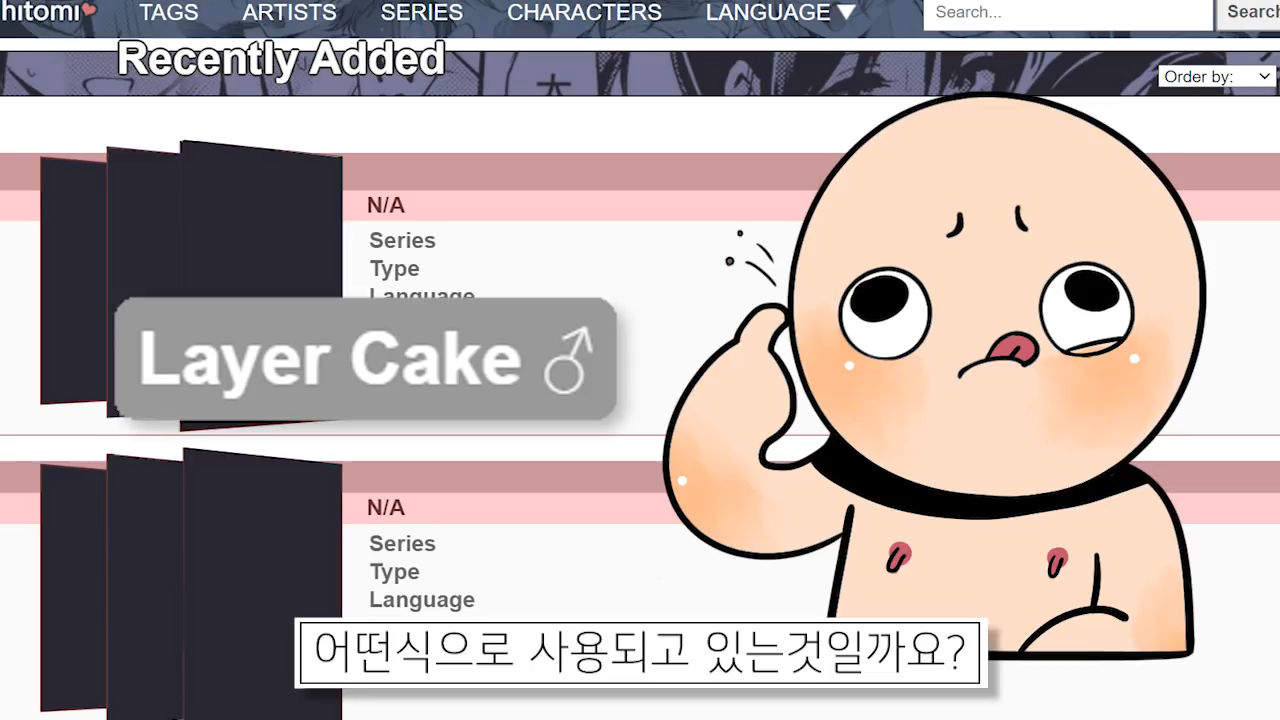 hitomi TAGS ARTISTS SERIES CHARACTERS LANGUAGE ▼ Search... Search
Recently Added
Order by:
N/A
Series
Type
Language
Layer Cake ♂
N/A
Series
Type
Language
어떤식으로 사용되고 있는것일까요?